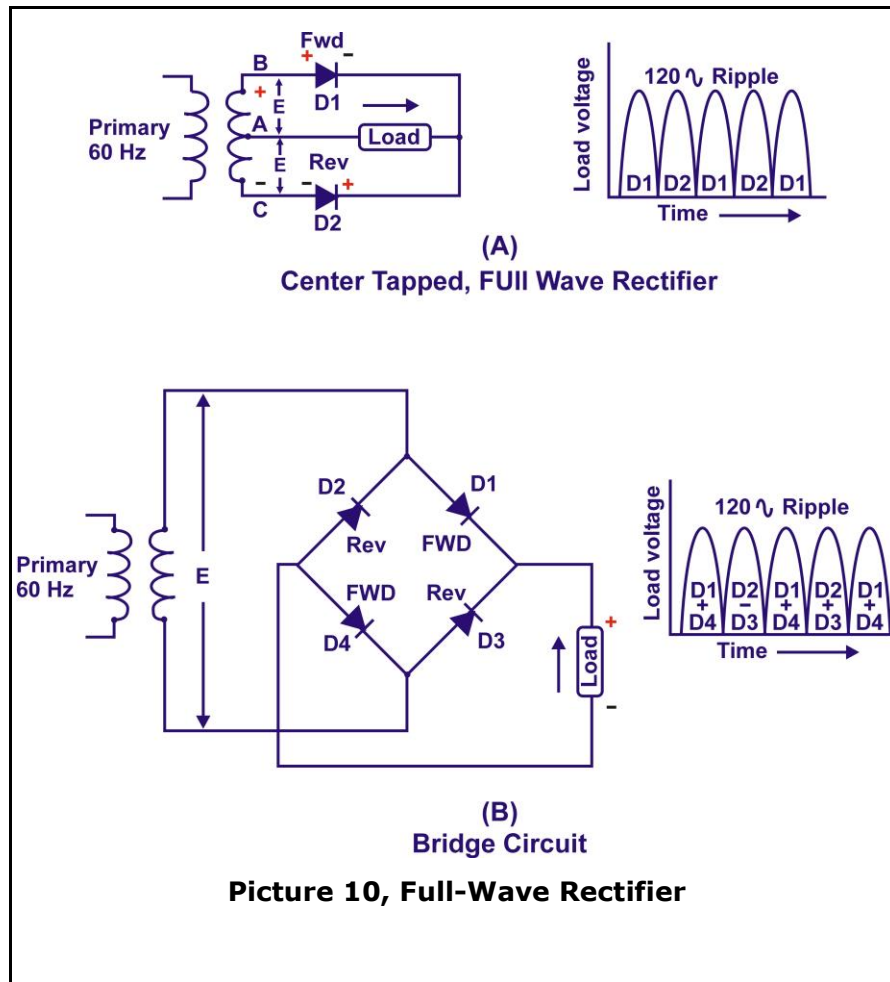 Fwd
B + -
D1
+ E
A
Load
Primary
60 Hz
E Rev
- - +
C D2
Load voltage
120 ∿ Ripple
D1 D2 D1 D2 D1
Time
(A)
Center Tapped, FUll Wave Rectifier
D2 D1
Rev FWD
Primary
60 Hz
E
FWD Rev
D4 D3
+
Load
-
Load voltage
120 ∿ Ripple
D1 D2 D1 D2 D1
+ - + + +
D4 D3 D4 D3 D4
Time
(B)
Bridge Circuit
Picture 10, Full-Wave Rectifier